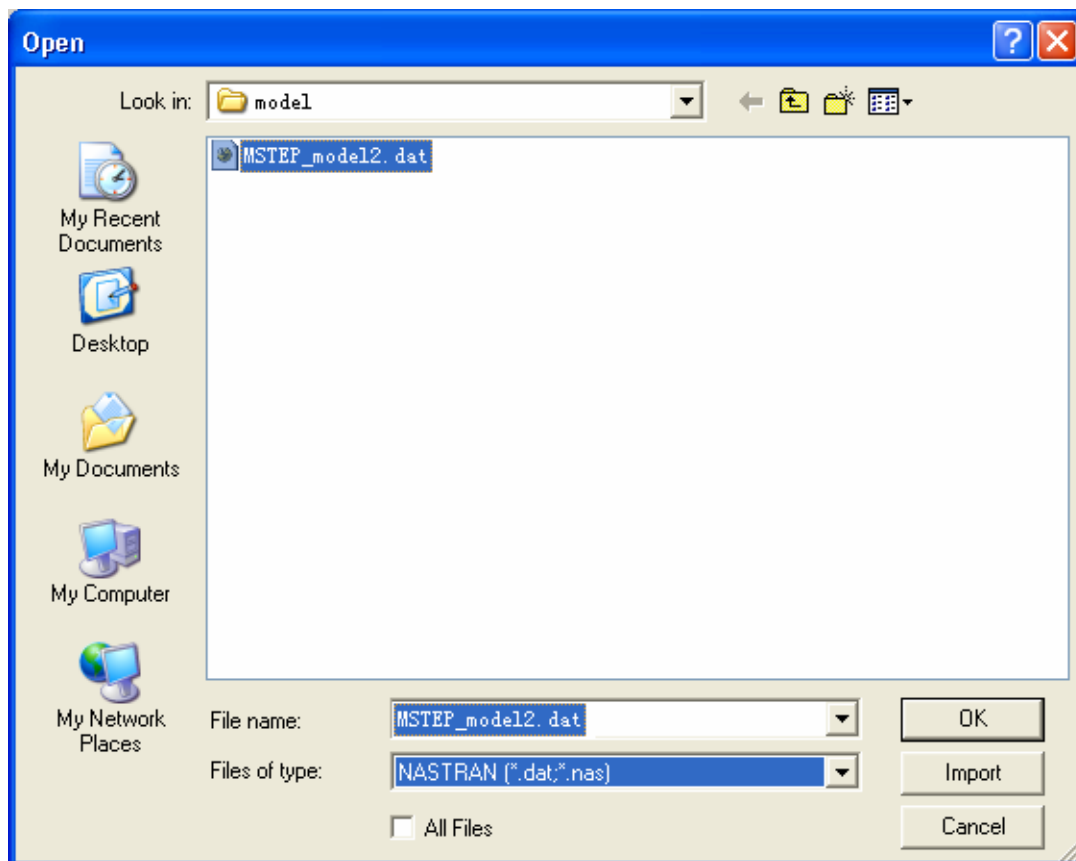 Open
Look in:
model
MSTEP_model2.dat
My Recent
Documents
Desktop
My Documents
My Computer
My Network
Places
File name:
MSTEP_model2.dat
OK
Files of type:
NASTRAN (*.dat;*.nas)
Import
All Files
Cancel